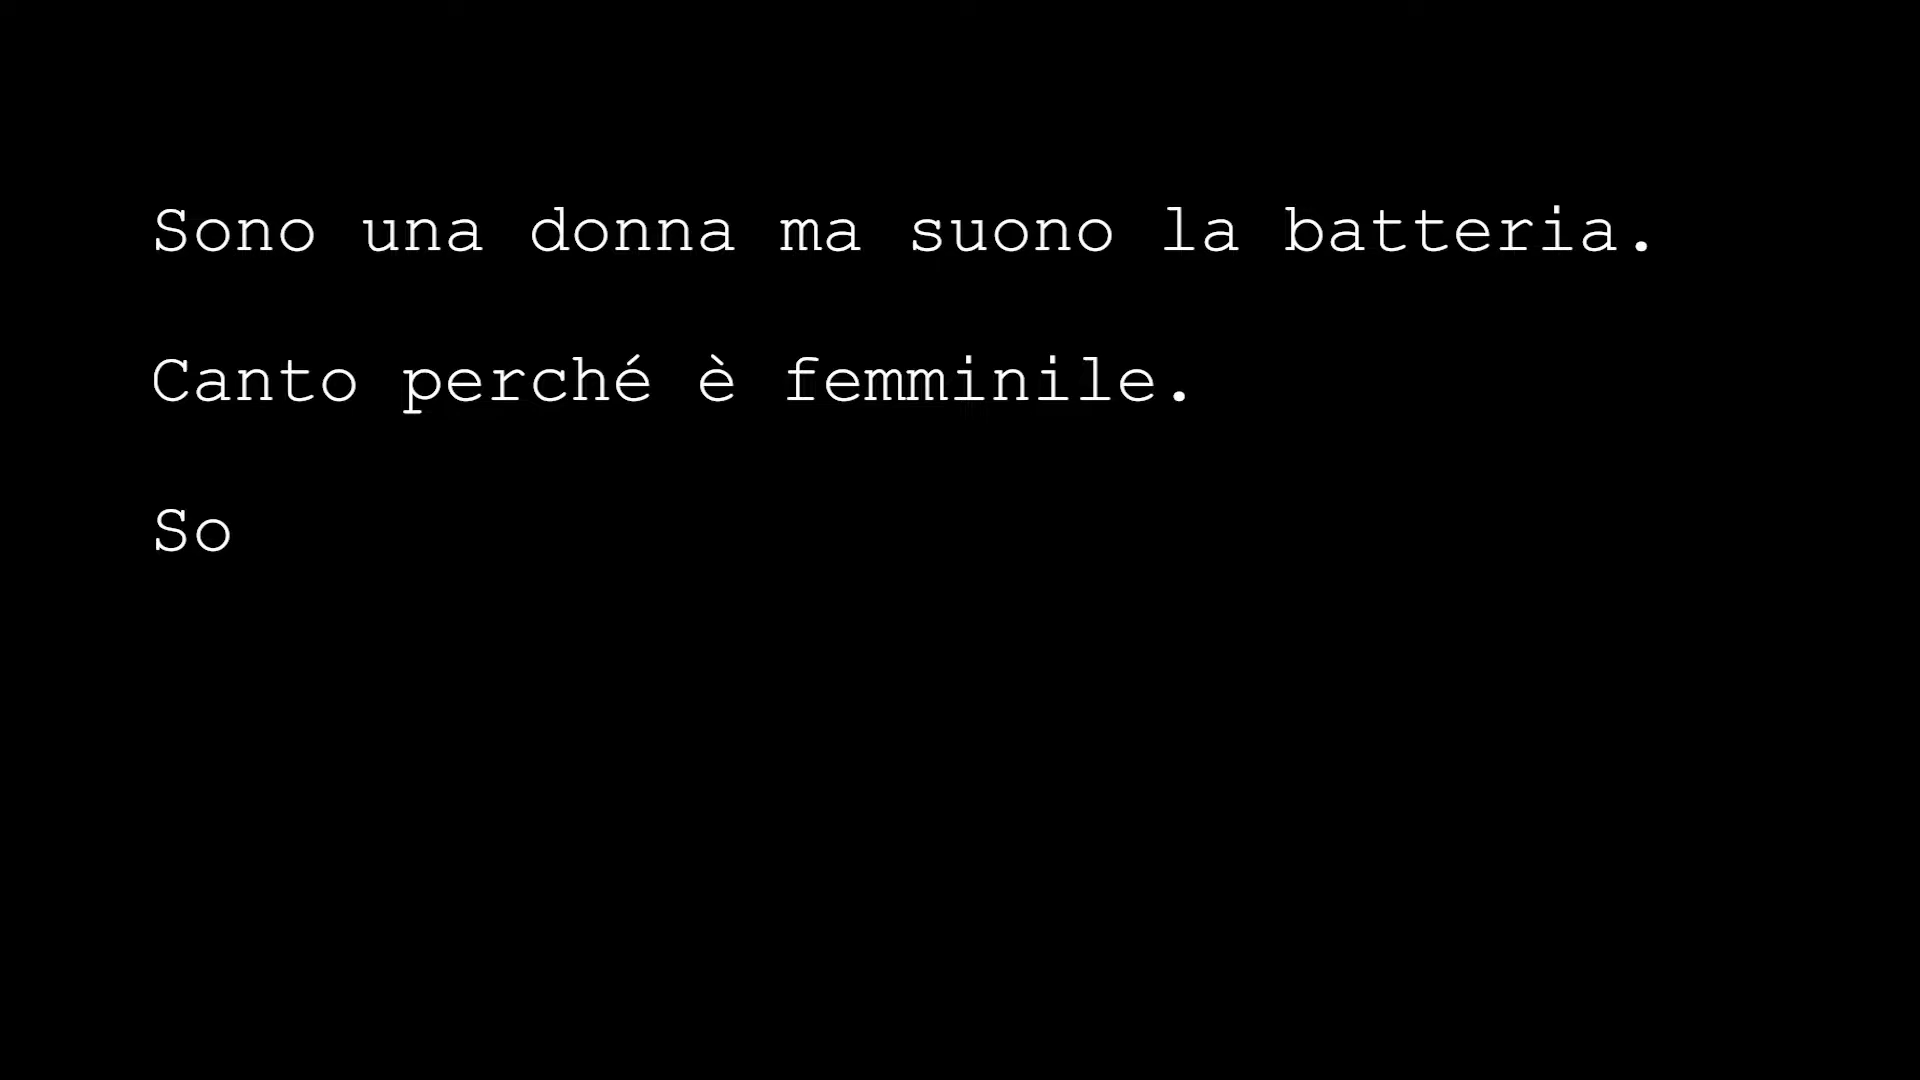 Sono una donna ma suono la batteria.
Canto perché è femminile.
So